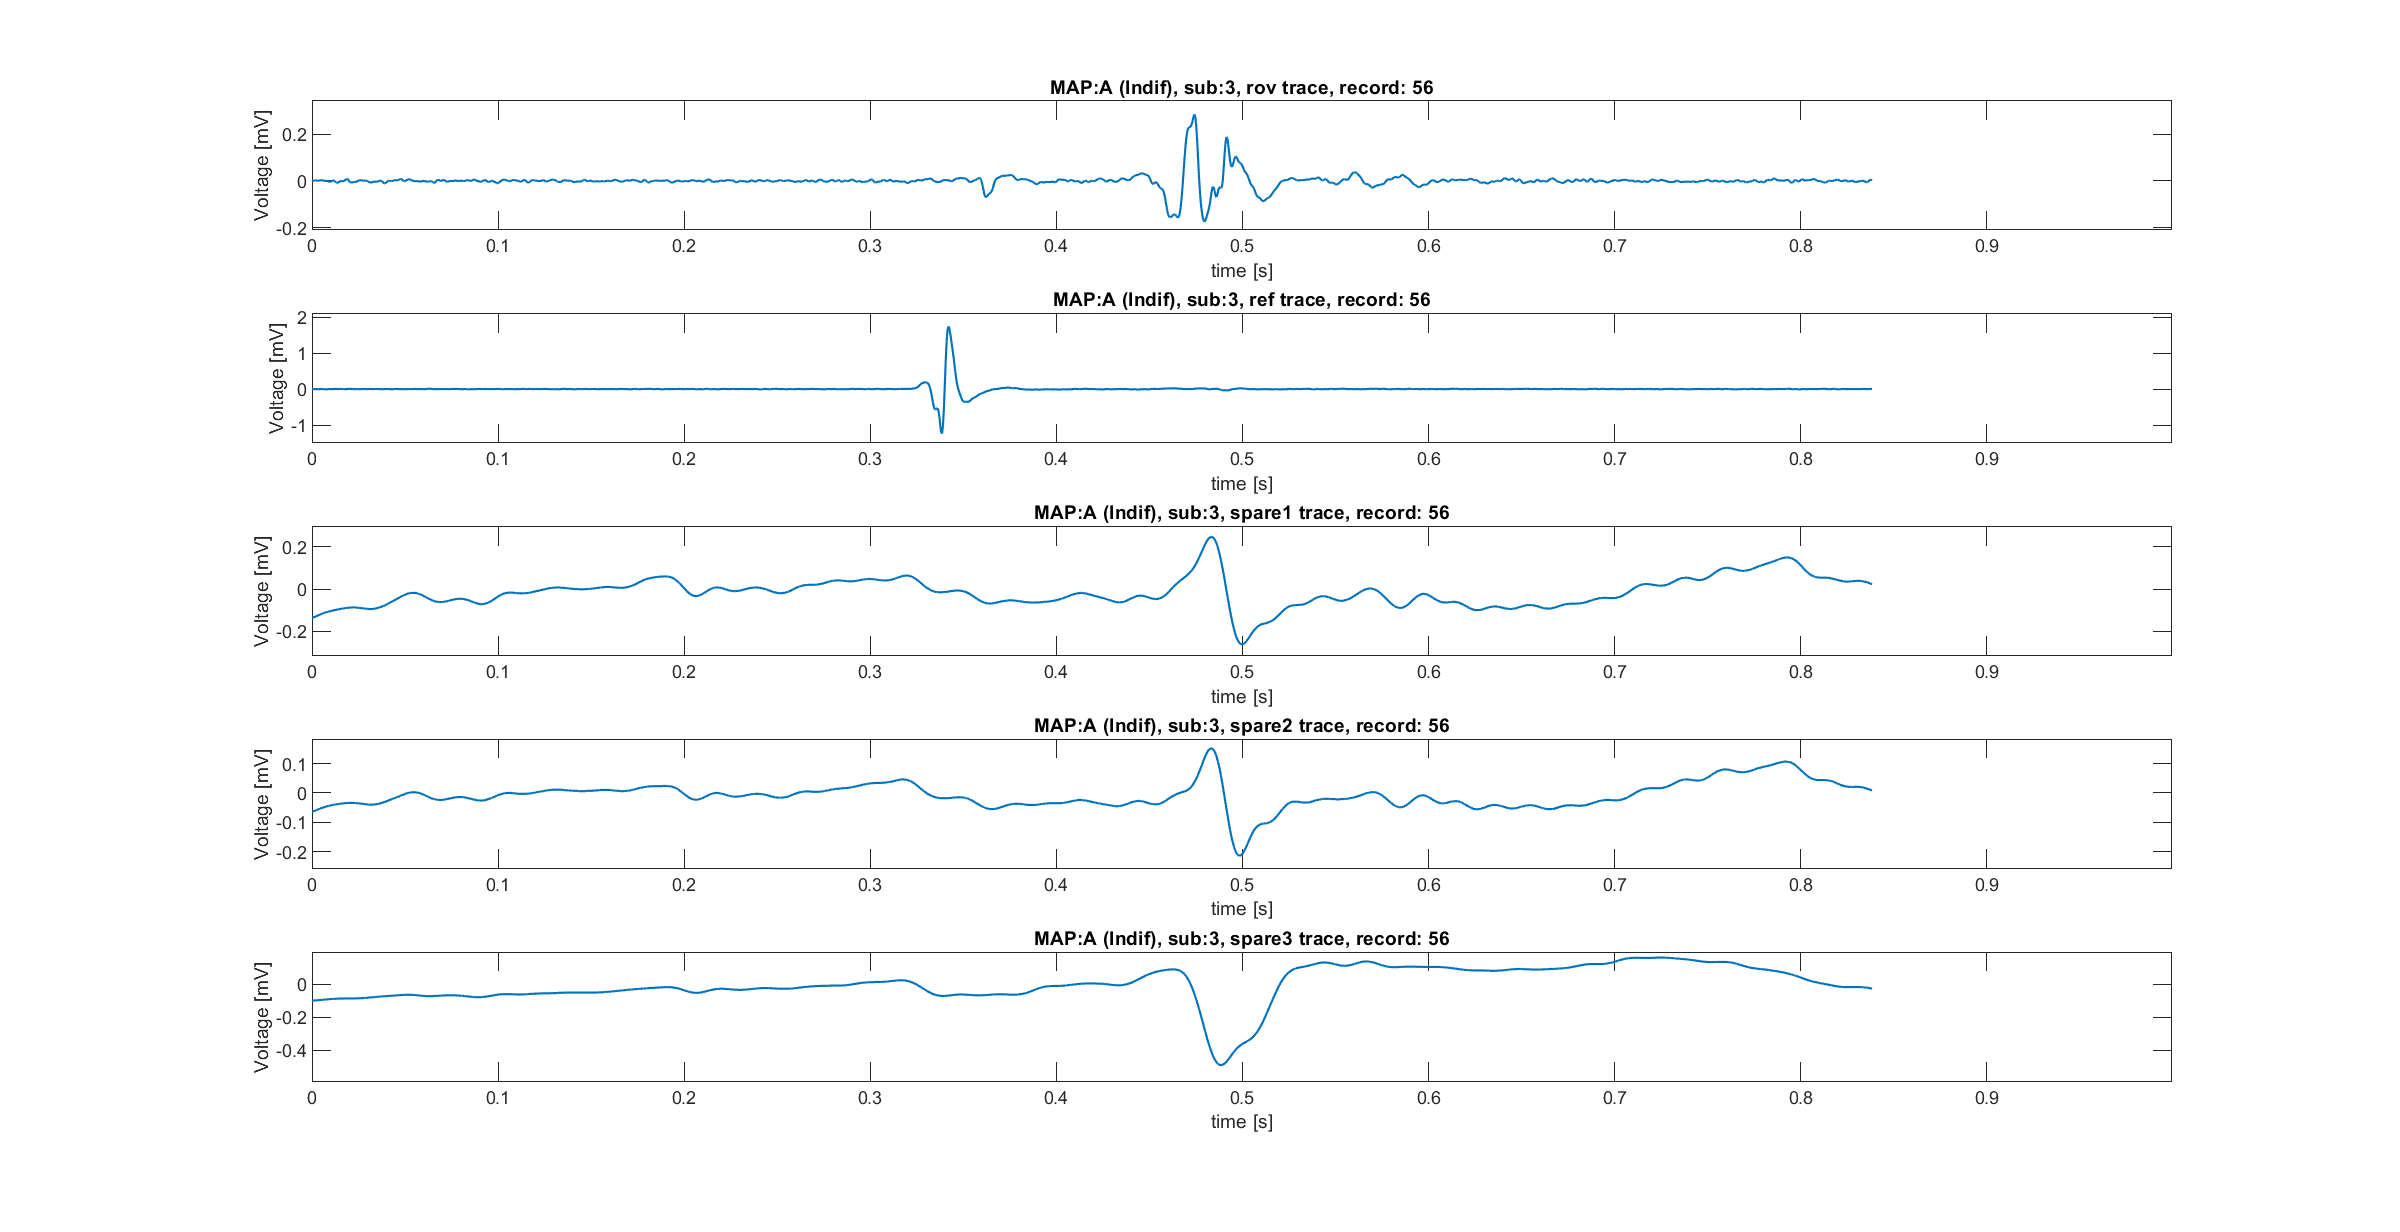 MAP:A (Indif), sub:3, rov trace, record: 56
Voltage [mV]
0.2
0
-0.2
0 0.1 0.2 0.3 0.4 0.5 0.6 0.7 0.8 0.9
time [s]
MAP:A (Indif), sub:3, ref trace, record: 56
Voltage [mV]
2
1
0
-1
0 0.1 0.2 0.3 0.4 0.5 0.6 0.7 0.8 0.9
time [s]
MAP:A (Indif), sub:3, spare1 trace, record: 56
Voltage [mV]
0.2
0
-0.2
0 0.1 0.2 0.3 0.4 0.5 0.6 0.7 0.8 0.9
time [s]
MAP:A (Indif), sub:3, spare2 trace, record: 56
Voltage [mV]
0.1
0
-0.1
-0.2
0 0.1 0.2 0.3 0.4 0.5 0.6 0.7 0.8 0.9
time [s]
MAP:A (Indif), sub:3, spare3 trace, record: 56
Voltage [mV]
0
-0.2
-0.4
0 0.1 0.2 0.3 0.4 0.5 0.6 0.7 0.8 0.9
time [s]